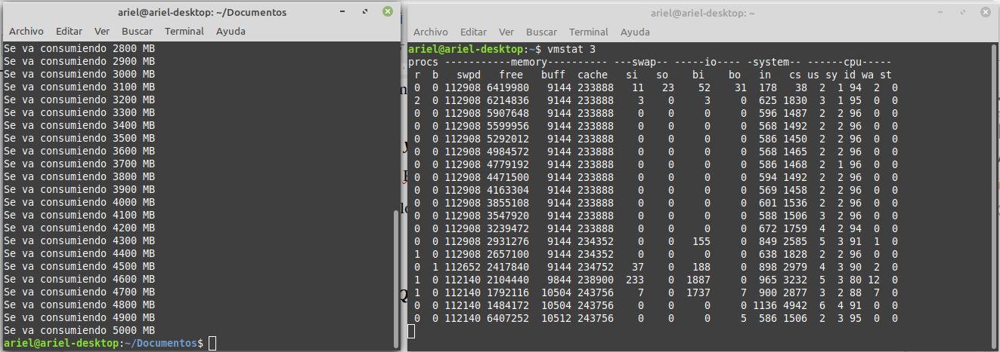 ariel@ariel-desktop: ~/Documentos
Archivo Editar Ver Buscar Terminal Ayuda
Se va consumiendo 2800 MB
Se va consumiendo 2900 MB
Se va consumiendo 3000 MB
Se va consumiendo 3100 MB
Se va consumiendo 3200 MB
Se va consumiendo 3300 MB
Se va consumiendo 3400 MB
Se va consumiendo 3500 MB
Se va consumiendo 3600 MB
Se va consumiendo 3700 MB
Se va consumiendo 3800 MB
Se va consumiendo 3900 MB
Se va consumiendo 4000 MB
Se va consumiendo 4100 MB
Se va consumiendo 4200 MB
Se va consumiendo 4300 MB
Se va consumiendo 4400 MB
Se va consumiendo 4500 MB
Se va consumiendo 4600 MB
Se va consumiendo 4700 MB
Se va consumiendo 4800 MB
Se va consumiendo 4900 MB
Se va consumiendo 5000 MB
ariel@ariel-desktop:~/Documentos$
ariel@ariel-desktop: ~
Archivo Editar Ver Buscar Terminal Ayuda
ariel@ariel-desktop:~$ vmstat 3
procs -----------memory---------- ---swap-- -----io---- -system-- ------cpu-----
r b swpd free buff cache si so bi bo in cs us sy id wa st
0 0 112908 6419980 9144 233888 11 23 52 31 178 38 2 1 94 2 0
2 0 112908 6214836 9144 233888 3 0 3 0 625 1830 3 1 95 0 0
0 0 112908 5907648 9144 233888 0 0 0 0 596 1487 2 2 96 0 0
0 0 112908 5599956 9144 233888 0 0 0 0 568 1492 2 2 96 0 0
0 0 112908 5292012 9144 233888 0 0 0 0 586 1450 2 2 96 0 0
0 0 112908 4984572 9144 233888 0 0 0 0 568 1465 2 2 96 0 0
0 0 112908 4779192 9144 233888 0 0 0 0 586 1468 2 1 96 0 0
0 0 112908 4471500 9144 233888 0 0 0 0 594 1492 2 2 96 0 0
0 0 112908 4163304 9144 233888 0 0 0 0 569 1458 2 2 96 0 0
0 0 112908 3855108 9144 233888 0 0 0 0 601 1536 2 2 96 0 0
0 0 112908 3547920 9144 233888 0 0 0 0 588 1506 3 2 96 0 0
0 0 112908 3239472 9144 233888 0 0 0 0 672 1759 4 2 94 0 0
0 0 112908 2931276 9144 234352 0 0 155 0 849 2585 5 3 91 1 0
1 0 112908 2657100 9144 234352 0 0 0 0 638 1828 2 2 96 0 0
0 1 112652 2417840 9144 234752 37 0 188 0 898 2979 4 3 90 2 0
1 0 112140 2104440 9844 238900 233 0 1887 0 965 3232 5 3 80 12 0
1 0 112140 1792116 10504 243756 7 0 1737 7 900 2877 3 2 88 7 0
0 0 112140 1484172 10504 243756 0 0 0 0 1136 4942 6 4 91 0 0
0 0 112140 6407252 10512 243756 0 0 0 5 586 1506 2 3 95 0 0